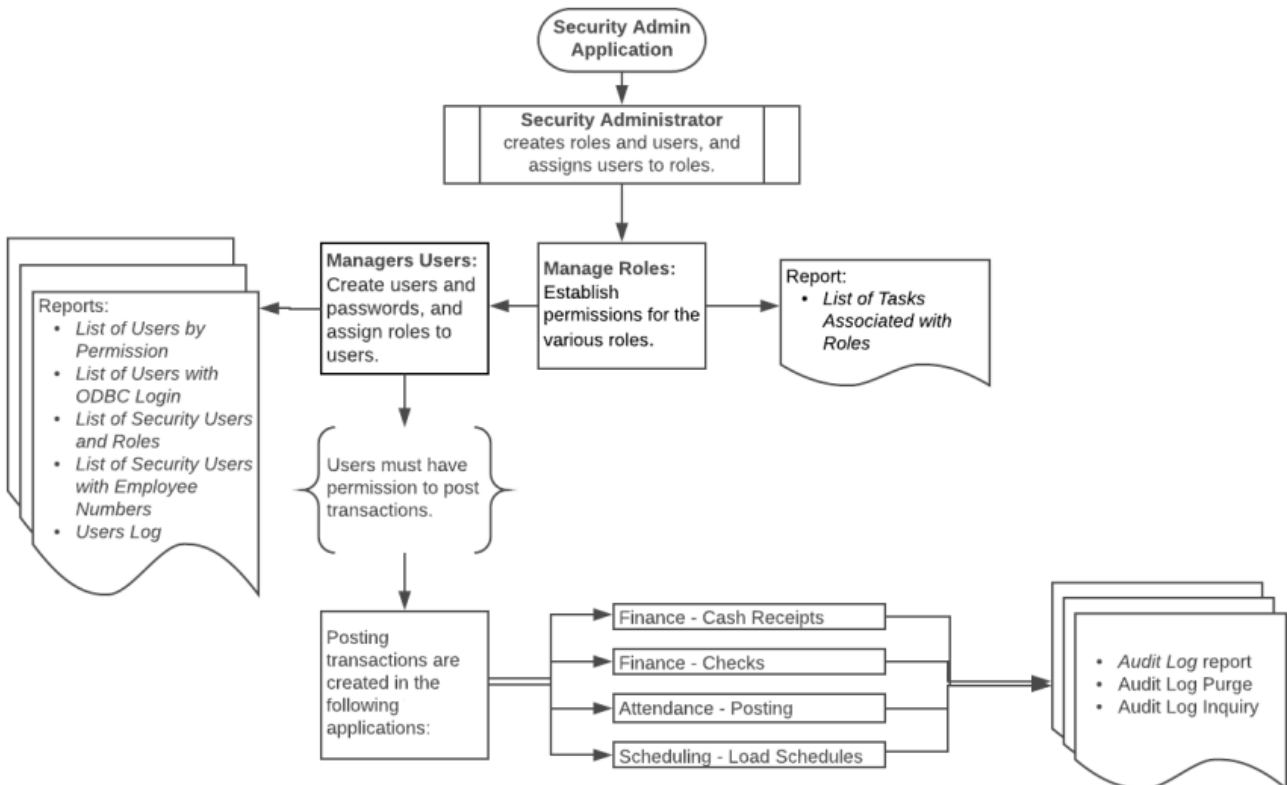 Security Admin
Application
Security Administrator
creates roles and users, and
assigns users to roles.
Managers Users:
Create users and
passwords, and
assign roles to
users.
Manage Roles:
Establish
permissions for the
various roles.
Report:
• List of Tasks
Associated with
Roles
Reports:
• List of Users by
Permission
• List of Users with
ODBC Login
• List of Security Users
and Roles
• List of Security Users
with Employee
Numbers
• Users Log
Users must have
permission to post
transactions.
Posting
transactions are
created in the
following
applications:
Finance - Cash Receipts
Finance - Checks
Attendance - Posting
Scheduling - Load Schedules
• Audit Log report
• Audit Log Purge
• Audit Log Inquiry